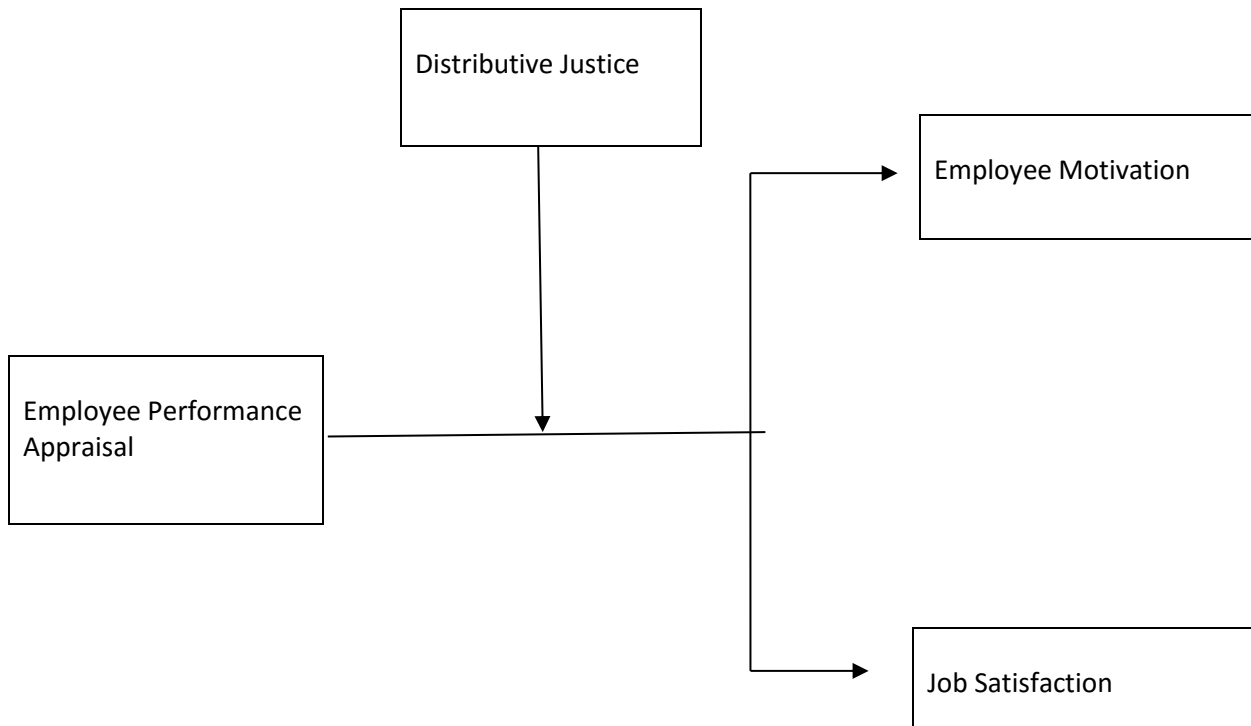 Distributive Justice
Employee Motivation
Employee Performance
Appraisal
Job Satisfaction